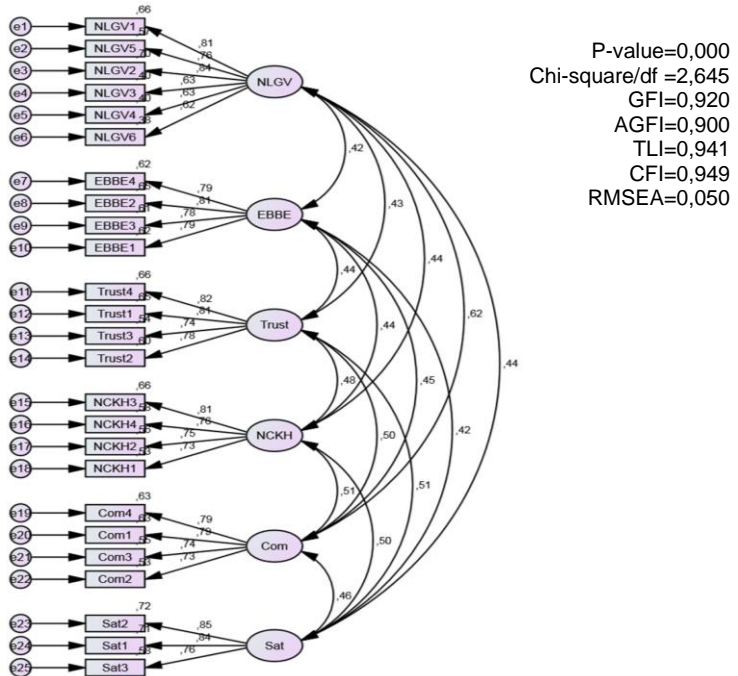 P-value=0,000
Chi-square/df =2,645
GFI=0,920
AGFI=0,900
TLI=0,941
CFI=0,949
RMSEA=0,050
,66
e1 NLGV1
,81
e2 NLGV5
,76
e3 NLGV2
,84
NLGV
e4 NLGV3
,63
e5 NLGV4
,63
e6 NLGV6
,62
,42
,62
e7 EBBE4
,79
e8 EBBE2
,81
EBBE
,43
e9 EBBE3
,78
e10 EBBE1
,79
,44
,44
,66
e11 Trust4
,82
e12 Trust1
,81
Trust
,44
,62
e13 Trust3
,74
e14 Trust2
,78
,44
,48
,45
,66
e15 NCKH3
,81
e16 NCKH4
,76
NCKH
,50
,42
e17 NCKH2
,75
e18 NCKH1
,73
,51
,51
,63
e19 Com4
,79
e20 Com1
,79
Com
,50
e21 Com3
,74
e22 Com2
,73
,46
,72
e23 Sat2
,85
e24 Sat1
,84
Sat
e25 Sat3
,76